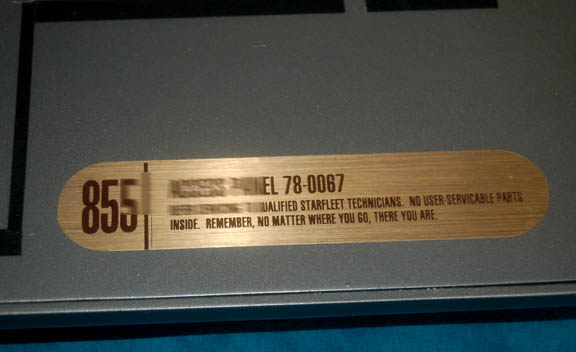 855
78-0067
STARFLEET TECHNICIANS. NO USER-SERVICABLE PARTS
INSIDE. REMEMBER, NO MATTER WHERE YOU GO, THERE YOU ARE.